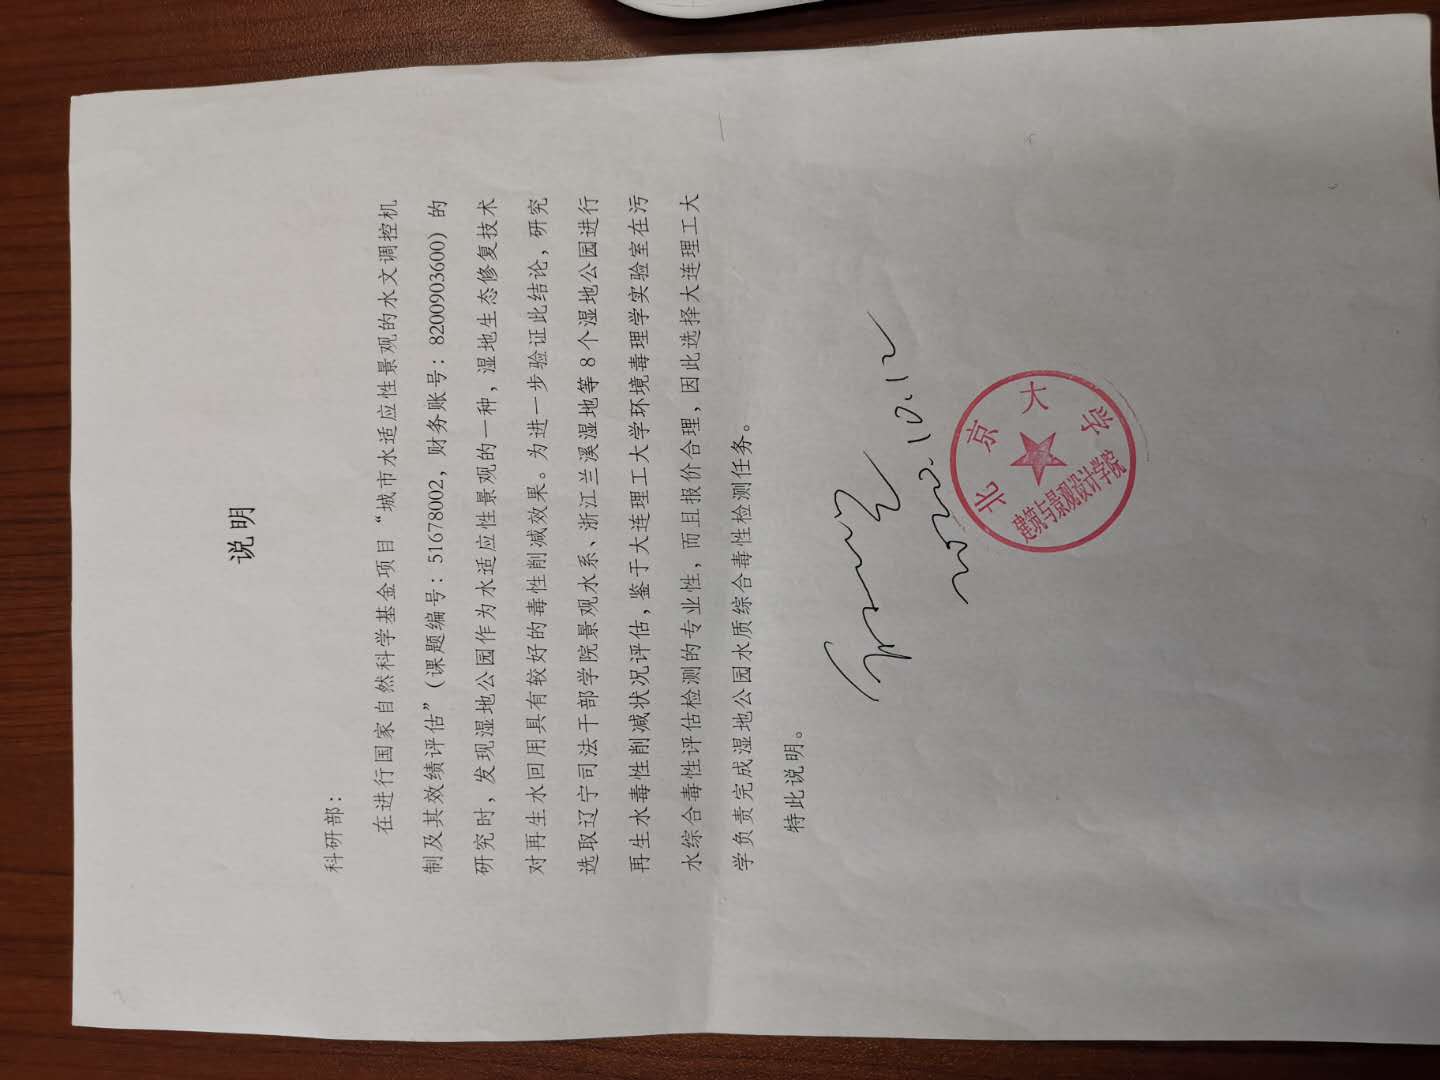 说明
科研部：
在进行国家自然科学基金项目“城市水适应性景观的水文调控机
制及其效绩评估”（课题编号：51678002，财务账号：8200903600）的
研究时，发现湿地公园作为水适应性景观的一种，湿地生态修复技术
对再生水回用具有较好的毒性削减效果。为进一步验证此结论，研究
选取辽宁司法干部学院景观水系、浙江兰溪湿地等8个湿地公园进行
再生水毒性削减状况评估，鉴于大连理工大学环境毒理学实验室在污
水综合毒性评估检测的专业性，而且报价合理，因此选择大连理工大
学负责完成湿地公园水质综合毒性检测任务。
特此说明。
2020.10.12
北京大学
建筑与景观设计学院